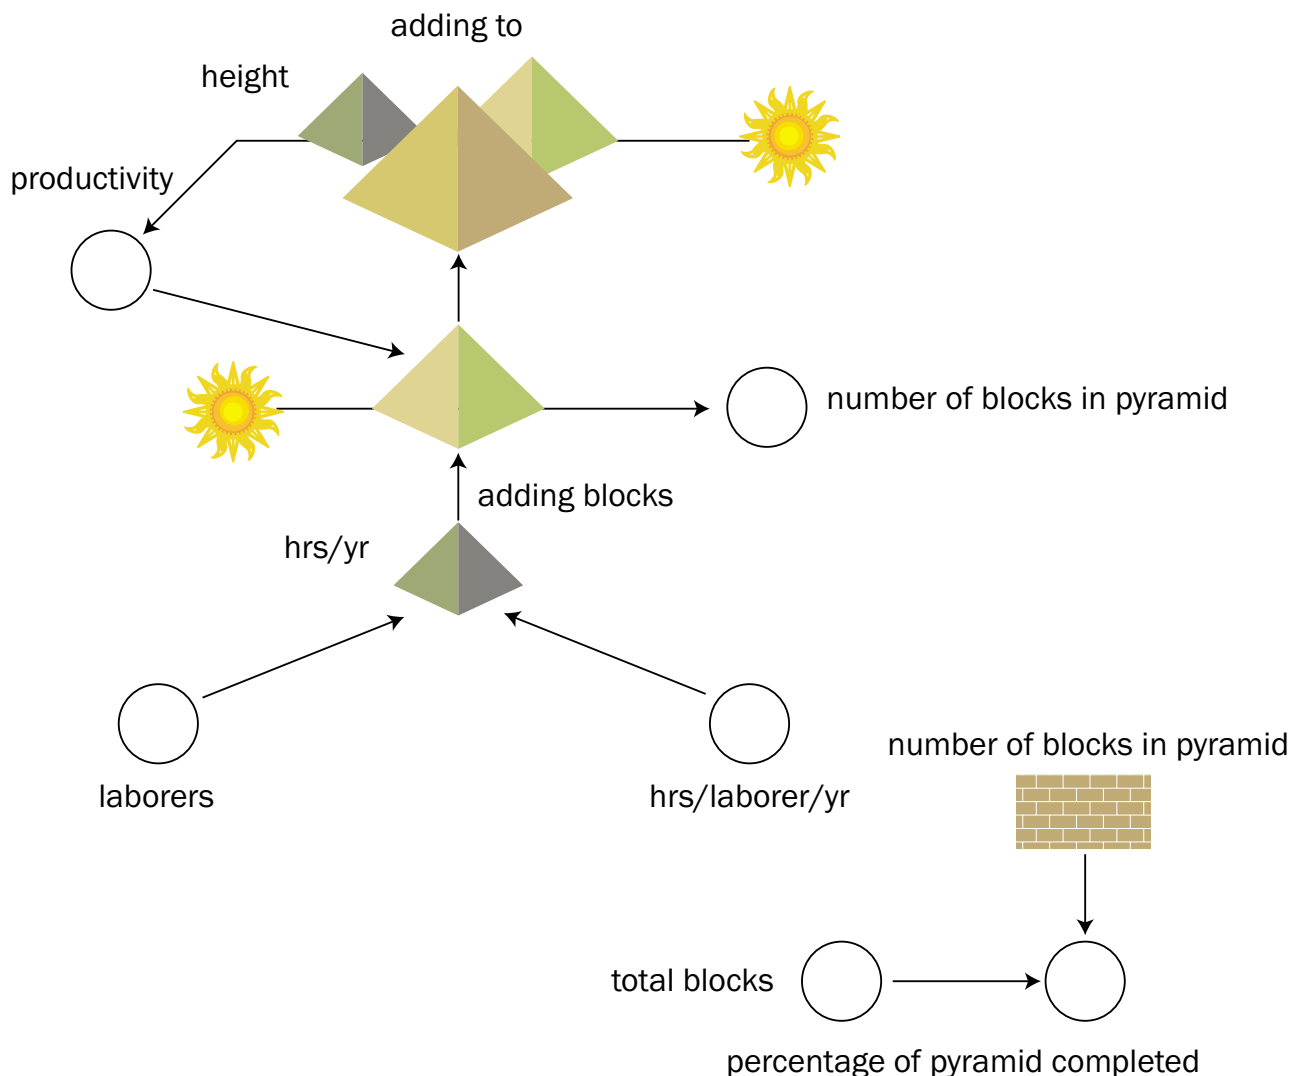 adding to
height
productivity
number of blocks in pyramid
adding blocks
hrs/yr
laborers
hrs/laborer/yr
number of blocks in pyramid
total blocks
percentage of pyramid completed